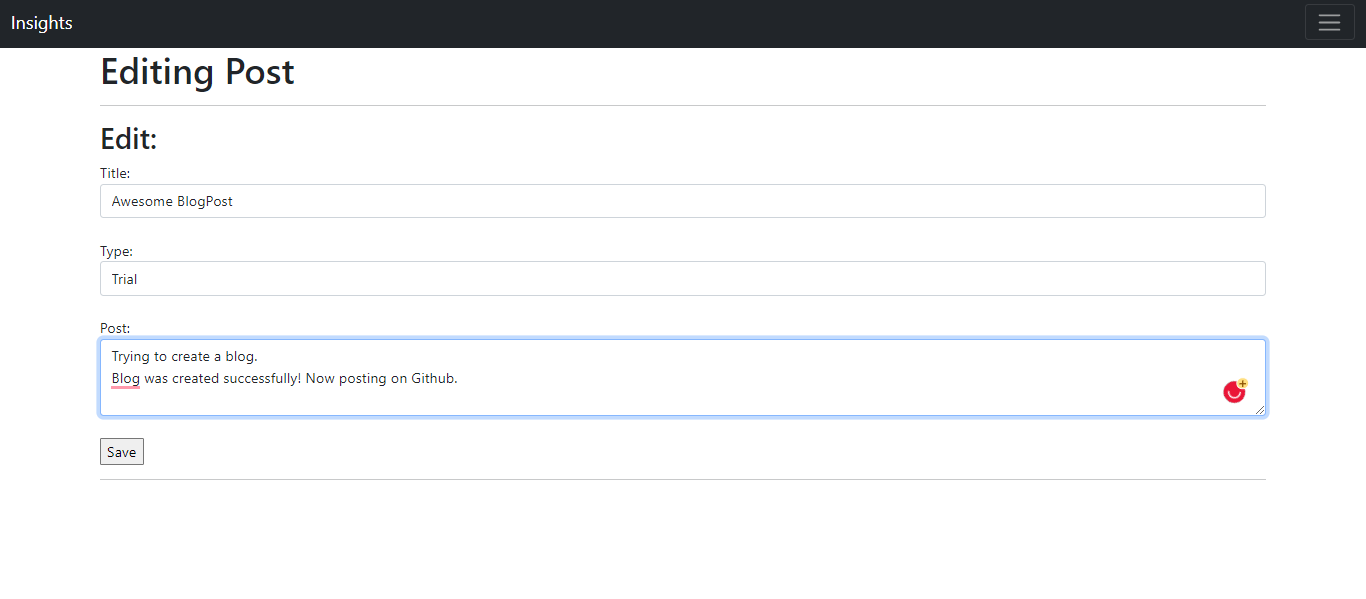 Insights
Editing Post
Edit:
Title:
Awesome BlogPost
Type:
Trial
Post:
Trying to create a blog.
Blog was created successfully! Now posting on Github.
Save